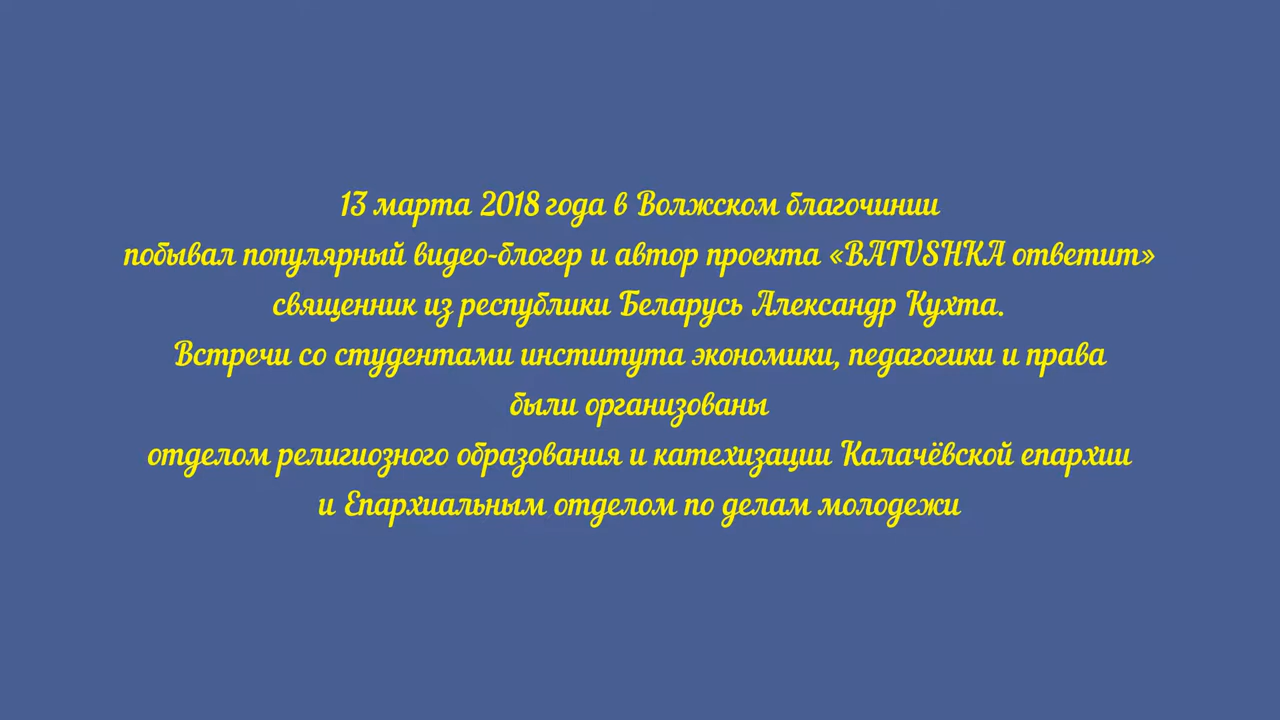 13 марта 2018 года в Волжском благочинии
побывал популярный видео-блогер и автор проекта «BATUSHKA ответит»
священник из республики Беларусь Александр Кухта.
Встречи со студентами института экономики, педагогики и права
были организованы
отделом религиозного образования и катехизации Калачёвской епархии
и Епархиальным отделом по делам молодежи